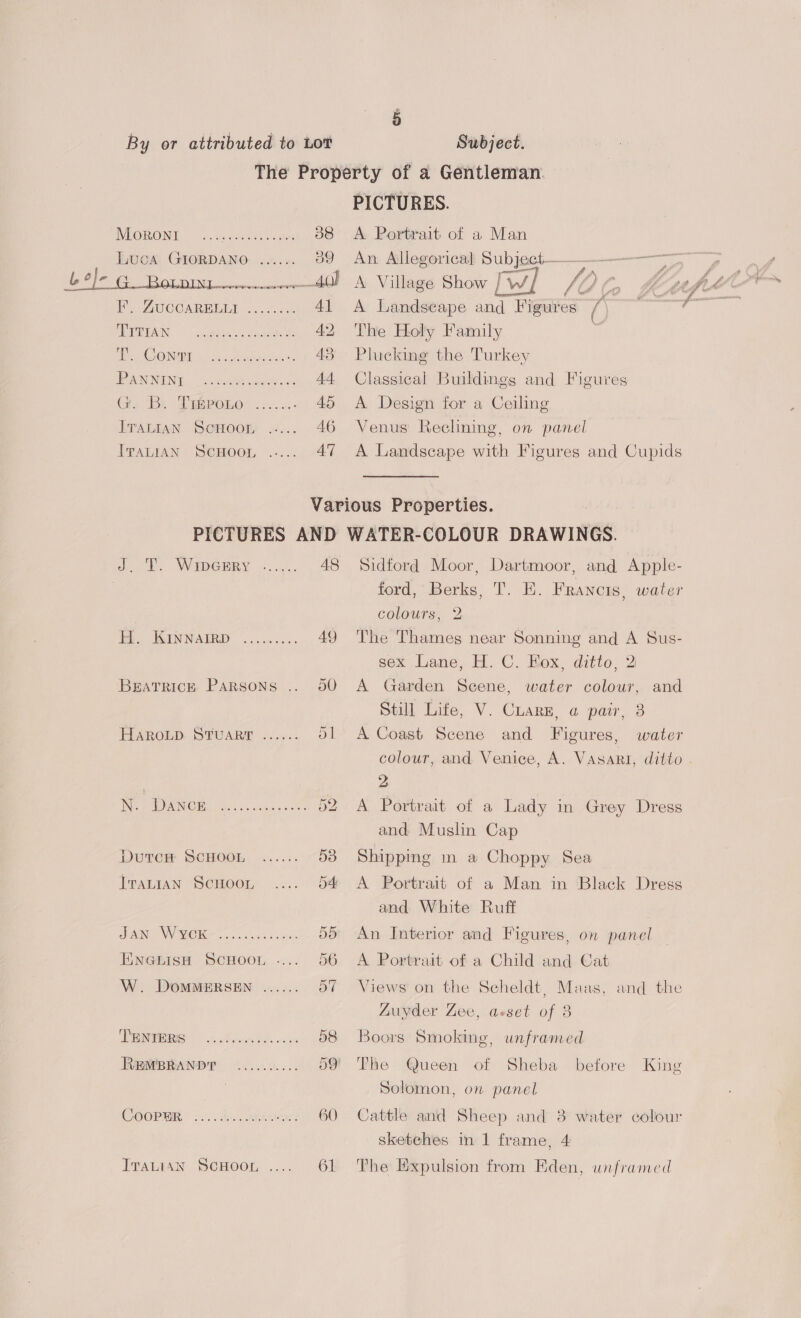 5
By or attributed to LOT Subject.
The Property of a Gentleman.
PICTURES.
MORONI ............... 38 A Portrait of a Man
LUCA GIORDANO ...... 39 An Allegorical Subject
G. BOLDINI ............ 40 A Village Show [W]
F. ZUCCARELLI ........ 41 A Landscape and Figures
TITIAN ............... 42 The Holy Family
T. CONTI ............... 43 Plucking the Turkey
PANNINI ............... 44 Classical Buildings and Figures
G. B. TIEPOLO ....... 45 A Design for a Ceiling
ITALIAN SCHOOL ..... 46 Venus Reclining, on panel
ITALIAN SCHOOL ..... 47 A Landscape with Figures and Cupids
Various Properties.
PICTURES AND WATER-COLOUR DRAWINGS.
J. T. WIDGERY ...... 48 Sidford Moor, Dartmoor, and Apple-
ford, Berks, T. E. FRANCIS, water
colours, 2
H. KINNAIRD ......... 49 The Thames near Sonning and A Sus-
sex Lane, H. C. Fox, ditto, 2
BEATRICE PARSONS .. 50 A Garden Scene, water colour, and
Still Life, V. CLARE, a pair, 3
HAROLD STUART ...... 51 A Coast Scene and Figures, water
colour, and Venice, A. VASARI, ditto
2
N. DANCE ............. 52 A Portrait of a Lady in Grey Dress
and Muslin Cap
DUTCH SCHOOL ...... 53 Shipping in a Choppy Sea
ITALIAN SCHOOL .... 54 A Portrait of a Man in Black Dress
and White Ruff
JAN WYCK ............ 55 An Interior and Figures, on panel
ENGLISH SCHOOL .... 56 A Portrait of a Child and Cat
W. DOMMERSEN ...... 57 Views on the Scheldt, Maas, and the
Zuyder Zee, a set of 3
TENIERS ............... 58 Boors Smoking, unframed
REMBRANDT .......... 59 The Queen of Sheba before King
Solomon, on panel
COOPER ............... 60 Cattle and Sheep and 3 water colour
sketches in 1 frame, 4
ITALIAN SCHOOL .... 61 The Expulsion from Eden, unframed